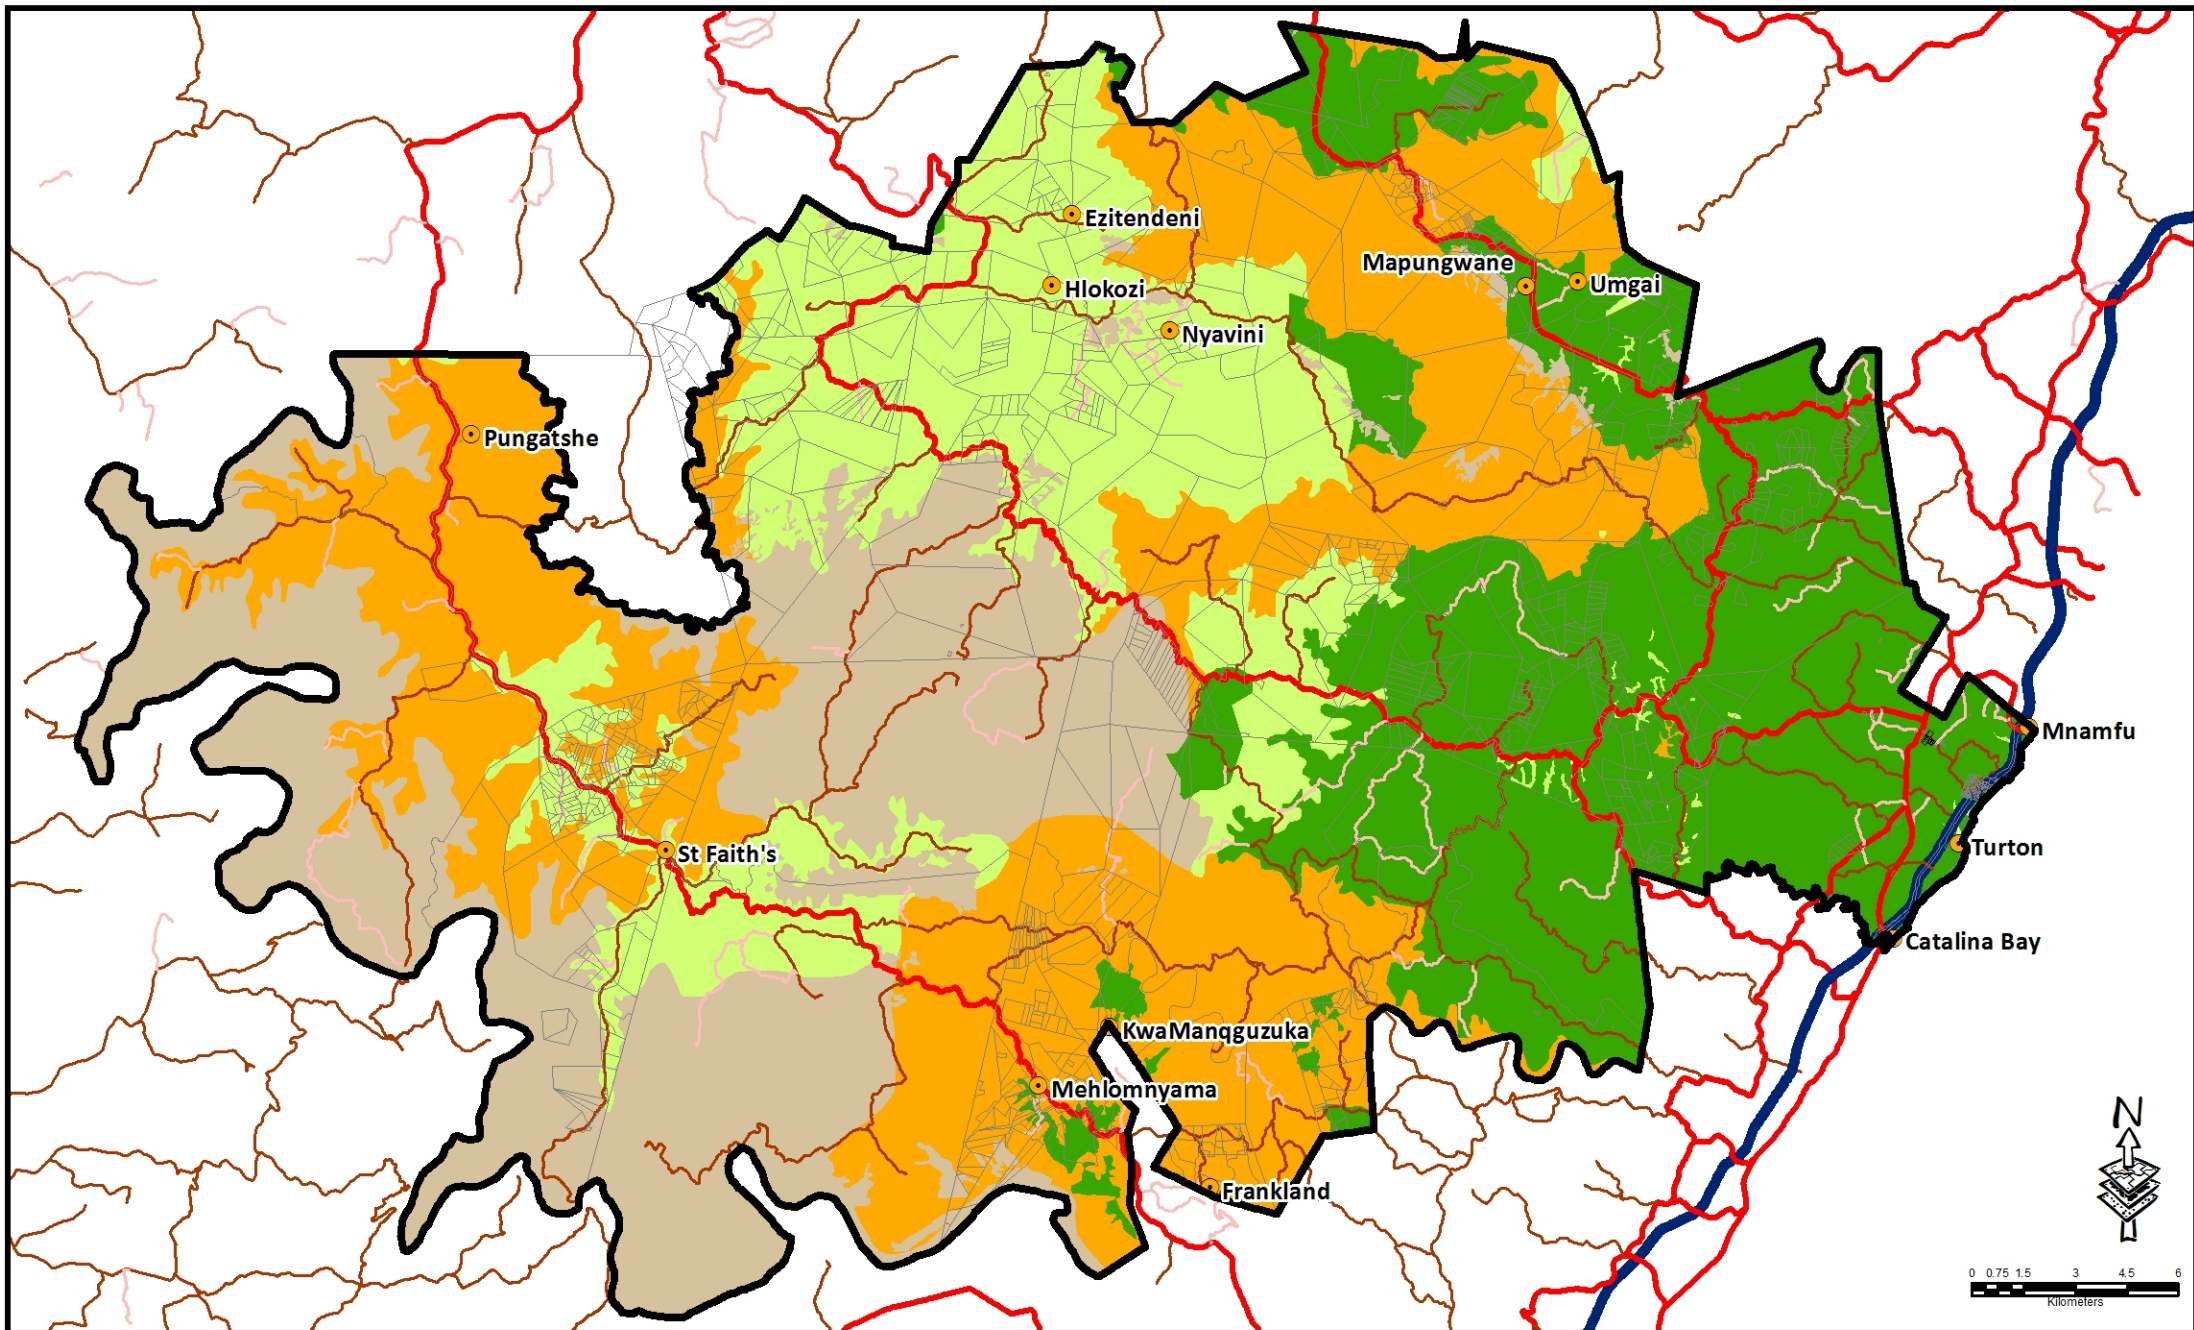 Ezitendeni
Mapungwane
Umgai
Hlokozi
Nyavini
Pungatshe
Mnamfu
St Faith's
Turton
Catalina Bay
KwaManqguzuka
Mehlomnyama
Frankland
N
0 0.75 1.5 3 4.5 6
Kilometers